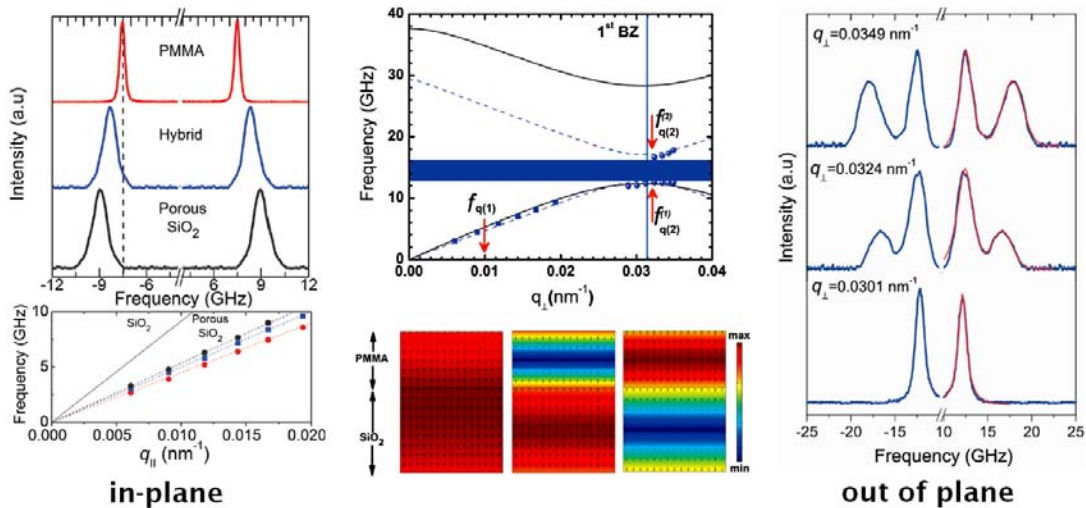 PMMA
Hybrid
Porous
SiO₂
Intensity (a.u)
-12 -9 -6 6 9 12
Frequency (GHz)
10
5
0
Frequency (GHz)
SiO₂
Porous
SiO₂
0.000 0.005 0.010 0.015 0.020
q∥ (nm⁻¹)
in-plane
40
30
20
10
0
Frequency (GHz)
1ˢᵗ BZ
f⁽²⁾q(2)
fq(1)
f⁽¹⁾q(2)
0.00 0.01 0.02 0.03 0.04
q⊥(nm⁻¹)
PMMA
SiO₂
max
min
q⊥=0.0349 nm⁻¹
q⊥=0.0324 nm⁻¹
q⊥=0.0301 nm⁻¹
Intensity (a.u)
-25 -20 -15 -10 10 15 20 25
Frequency (GHz)
out of plane